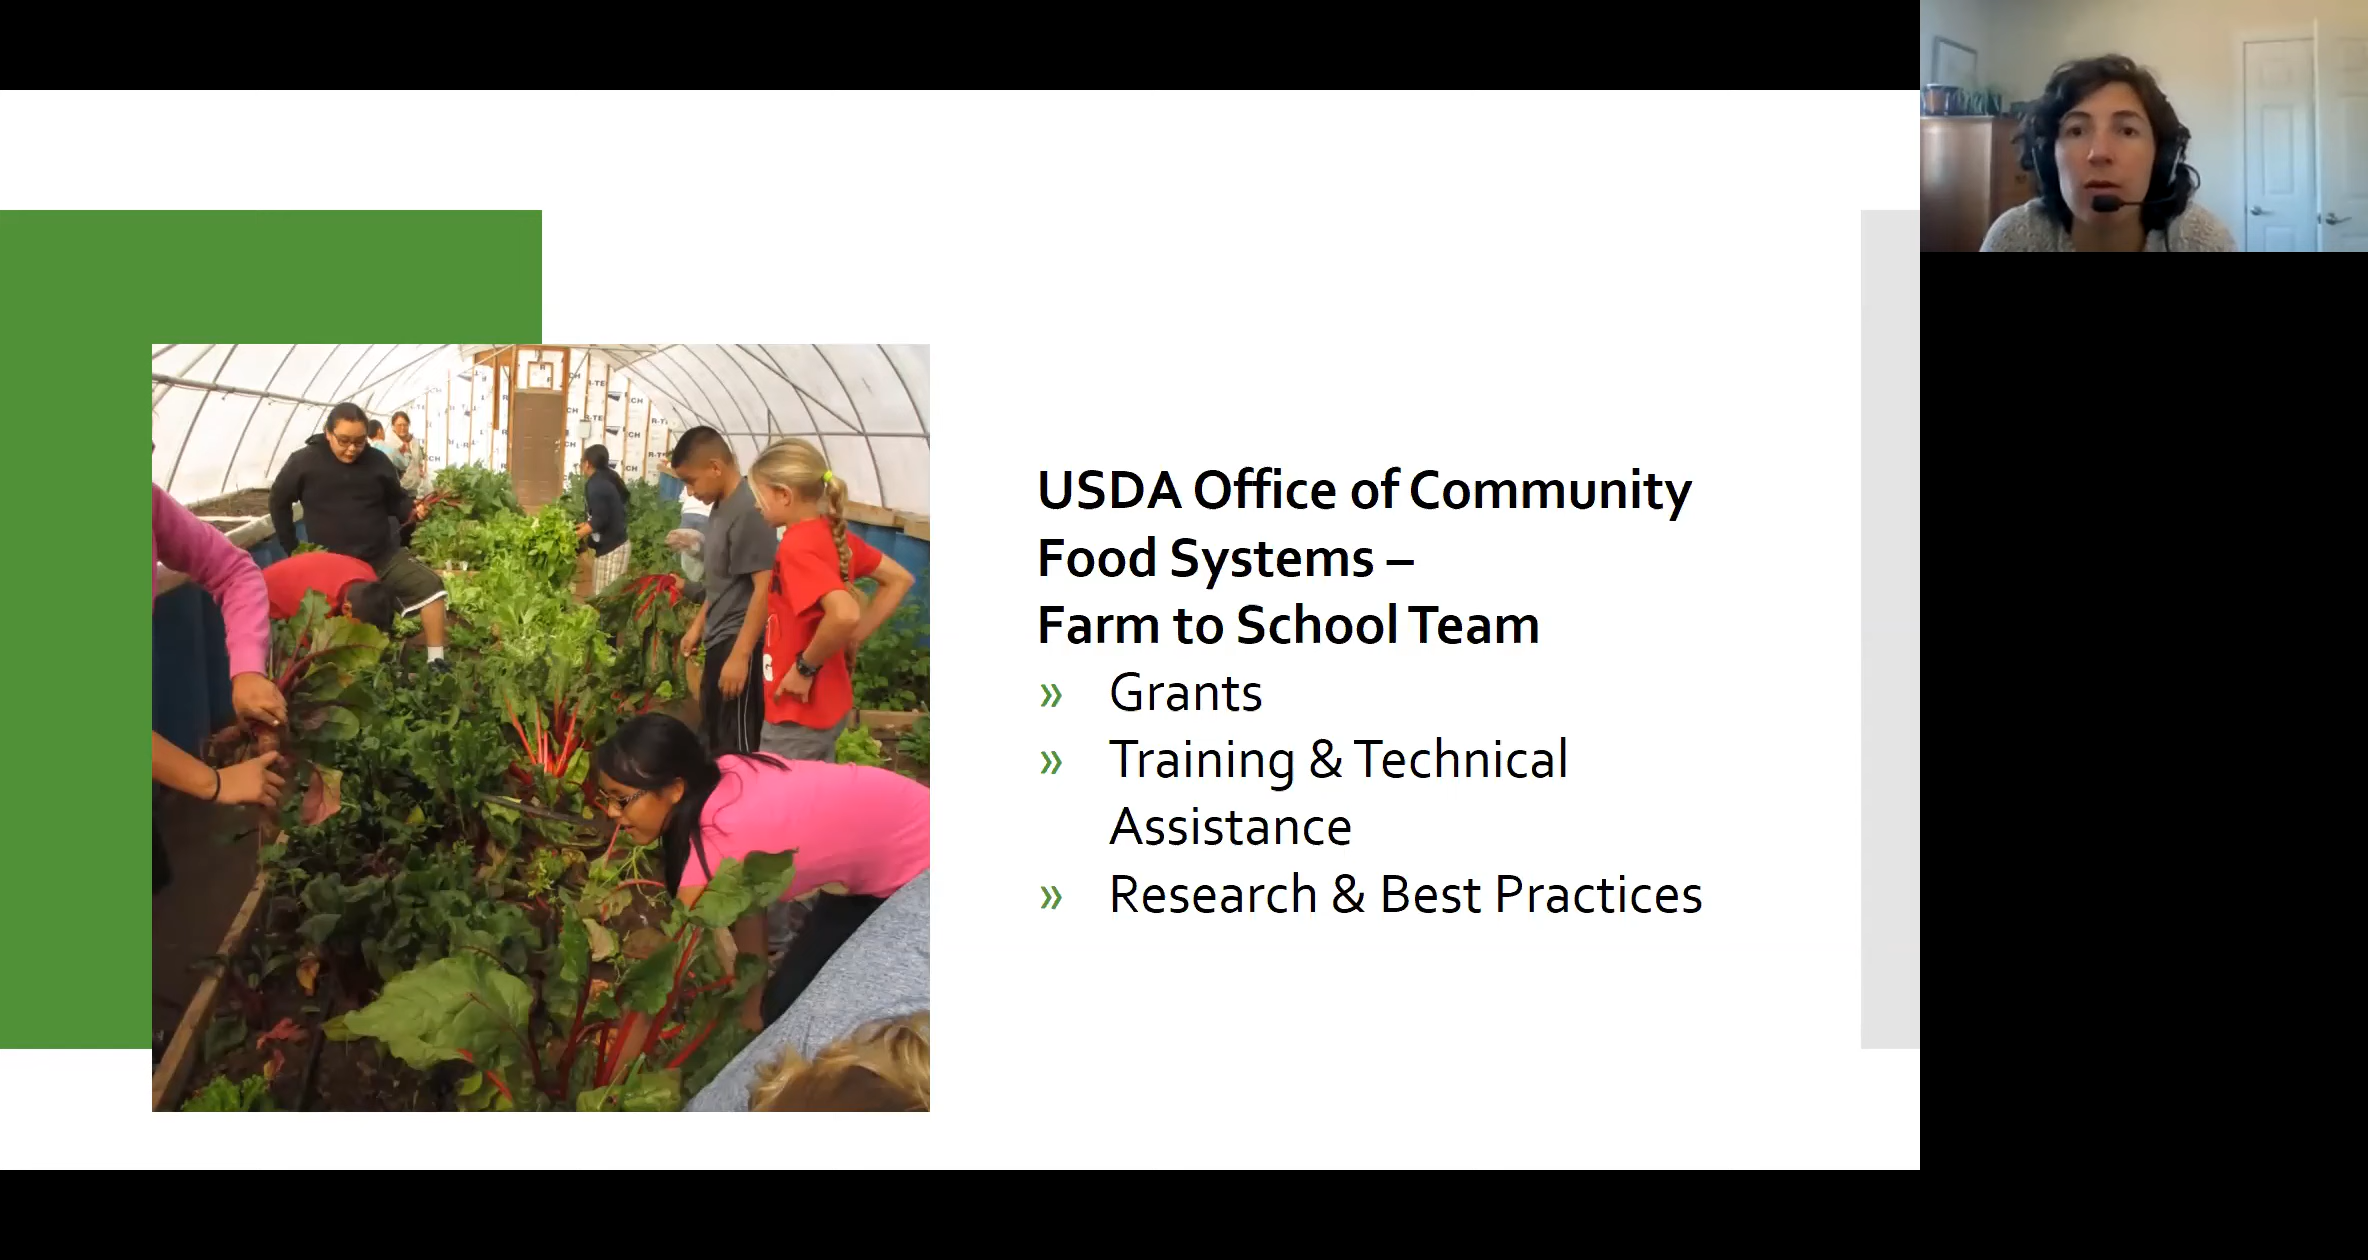 USDA Office of Community
Food Systems –
Farm to School Team
» Grants
» Training & Technical
Assistance
» Research & Best Practices